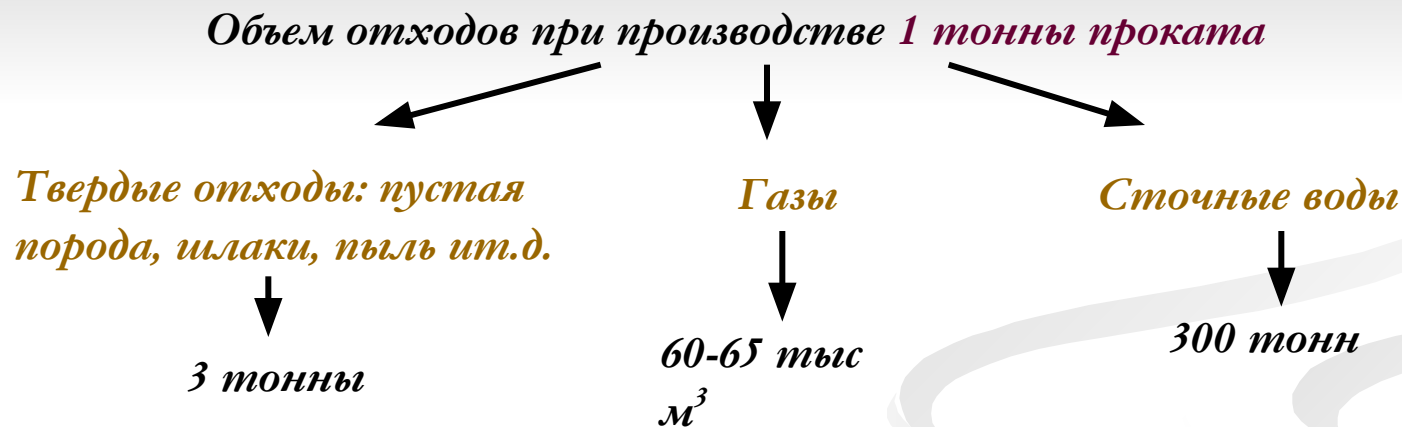 Объем отходов при производстве 1 тонны проката
Твердые отходы: пустая
порода, шлаки, пыль ит.д.
3 тонны
Газы
60-65 тыс
м³
Сточные воды
300 тонн